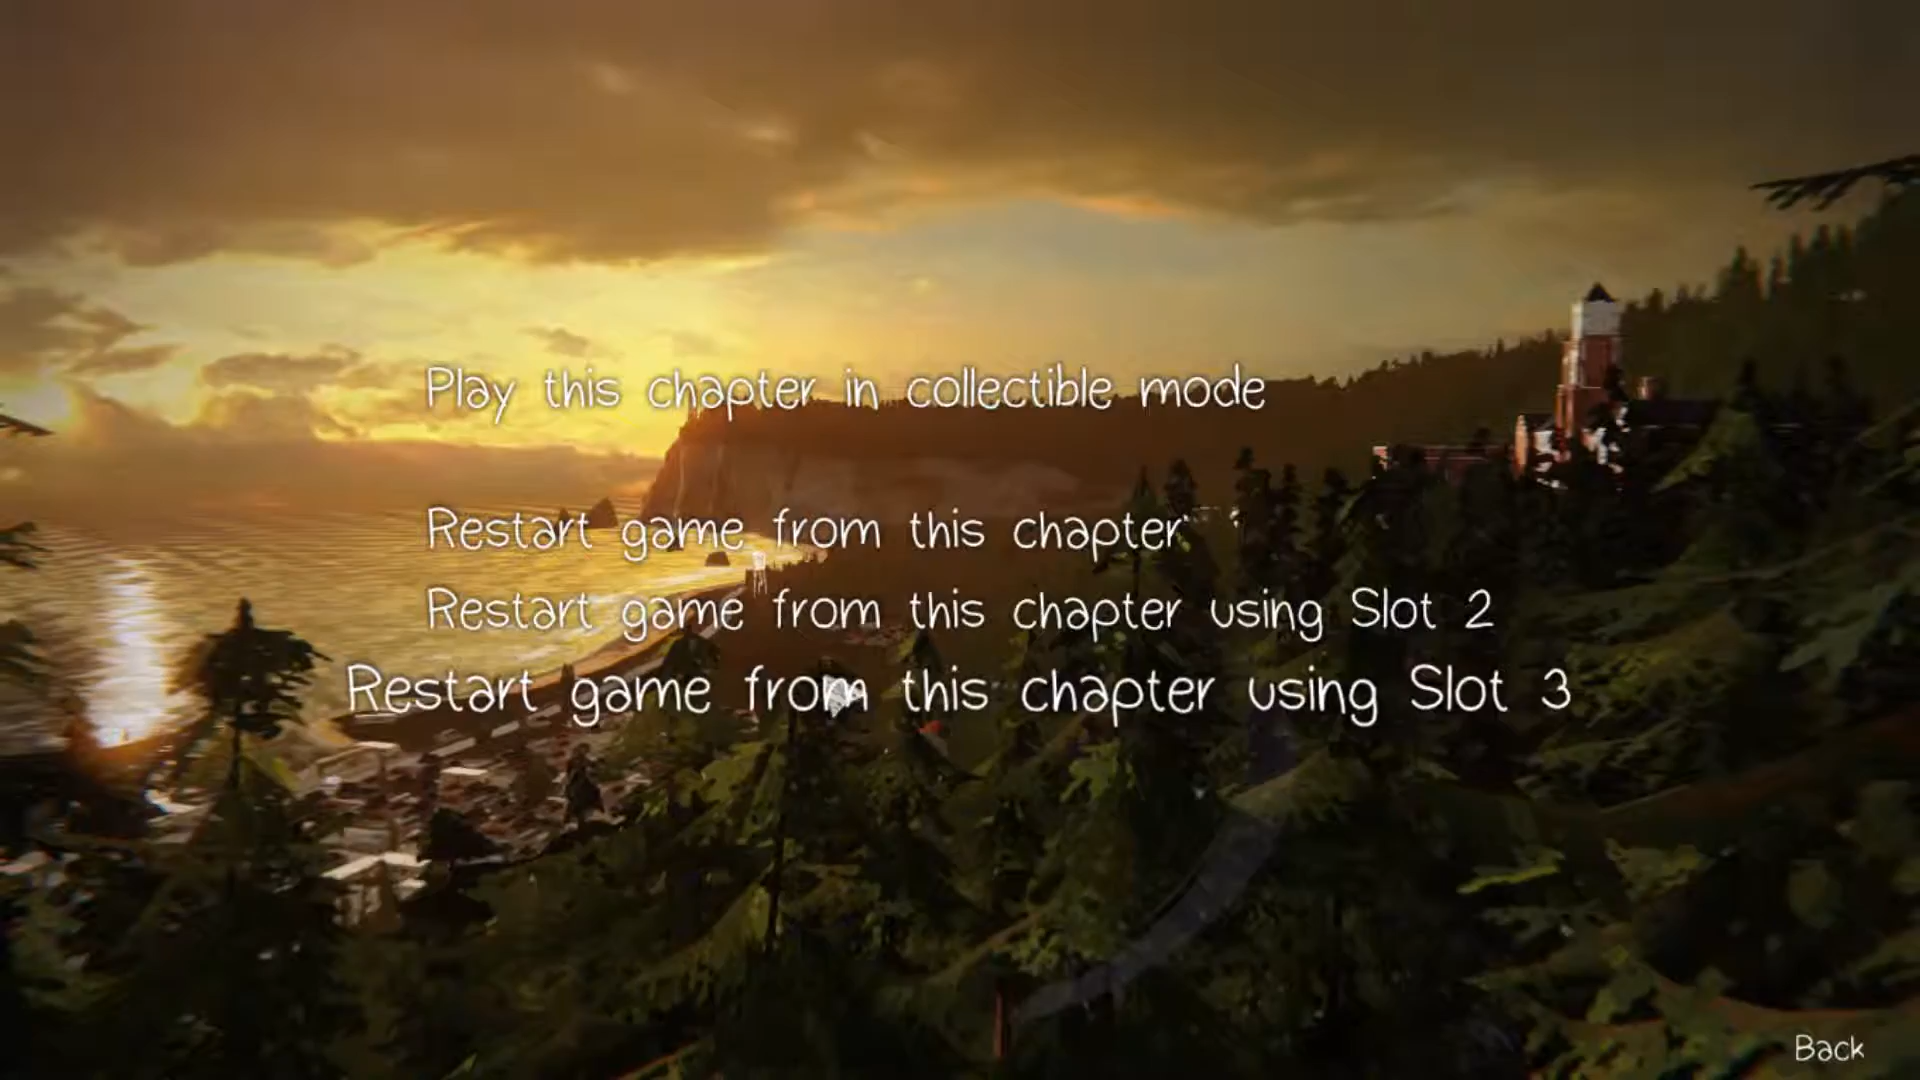 Play this chapter in collectible mode
Restart game from this chapter
Restart game from this chapter using Slot 2
Restart game from this chapter using Slot 3
Back